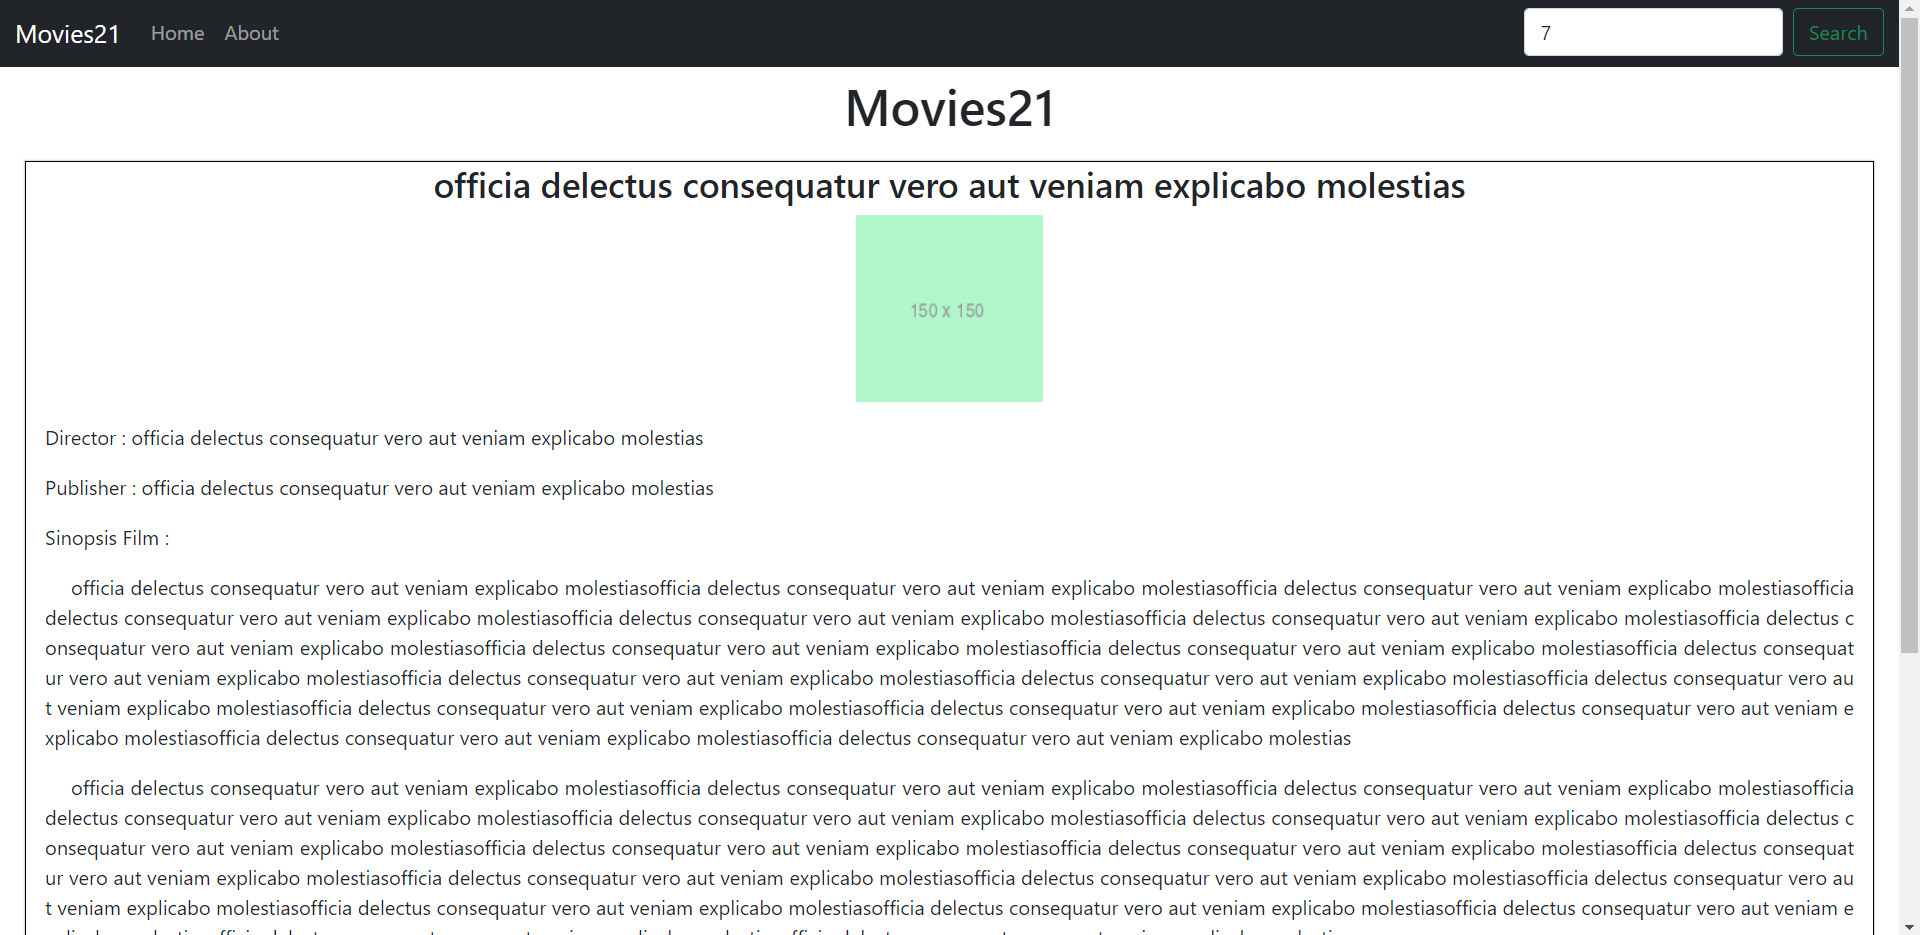 Movies21 Home About 7 Search
Movies21
officia delectus consequatur vero aut veniam explicabo molestias
150 x 150
Director : officia delectus consequatur vero aut veniam explicabo molestias
Publisher : officia delectus consequatur vero aut veniam explicabo molestias
Sinopsis Film :
officia delectus consequatur vero aut veniam explicabo molestiasofficia delectus consequatur vero aut veniam explicabo molestiasofficia delectus consequatur vero aut veniam explicabo molestiasofficia
delectus consequatur vero aut veniam explicabo molestiasofficia delectus consequatur vero aut veniam explicabo molestiasofficia delectus consequatur vero aut veniam explicabo molestiasofficia delectus c
onsequatur vero aut veniam explicabo molestiasofficia delectus consequatur vero aut veniam explicabo molestiasofficia delectus consequatur vero aut veniam explicabo molestiasofficia delectus consequat
ur vero aut veniam explicabo molestiasofficia delectus consequatur vero aut veniam explicabo molestiasofficia delectus consequatur vero aut veniam explicabo molestiasofficia delectus consequatur vero au
t veniam explicabo molestiasofficia delectus consequatur vero aut veniam explicabo molestiasofficia delectus consequatur vero aut veniam explicabo molestiasofficia delectus consequatur vero aut veniam e
xplicabo molestiasofficia delectus consequatur vero aut veniam explicabo molestiasofficia delectus consequatur vero aut veniam explicabo molestias
officia delectus consequatur vero aut veniam explicabo molestiasofficia delectus consequatur vero aut veniam explicabo molestiasofficia delectus consequatur vero aut veniam explicabo molestiasofficia
delectus consequatur vero aut veniam explicabo molestiasofficia delectus consequatur vero aut veniam explicabo molestiasofficia delectus consequatur vero aut veniam explicabo molestiasofficia delectus c
onsequatur vero aut veniam explicabo molestiasofficia delectus consequatur vero aut veniam explicabo molestiasofficia delectus consequatur vero aut veniam explicabo molestiasofficia delectus consequat
ur vero aut veniam explicabo molestiasofficia delectus consequatur vero aut veniam explicabo molestiasofficia delectus consequatur vero aut veniam explicabo molestiasofficia delectus consequatur vero au
t veniam explicabo molestiasofficia delectus consequatur vero aut veniam explicabo molestiasofficia delectus consequatur vero aut veniam explicabo molestiasofficia delectus consequatur vero aut veniam e